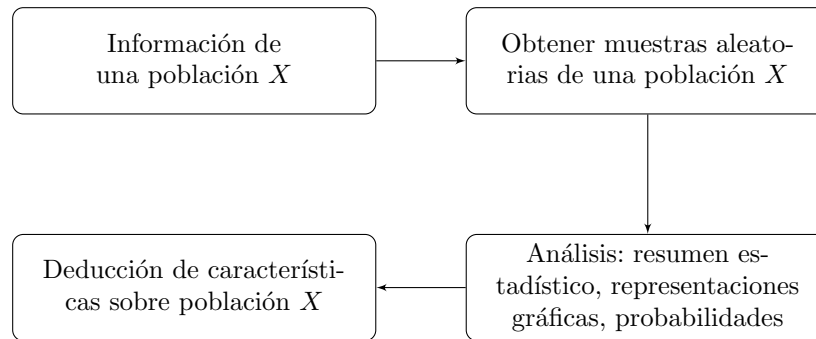 Información de
una población X
Obtener muestras aleato-
rias de una población X
Análisis: resumen es-
tadístico, representaciones
gráficas, probabilidades
Deducción de característi-
cas sobre población X